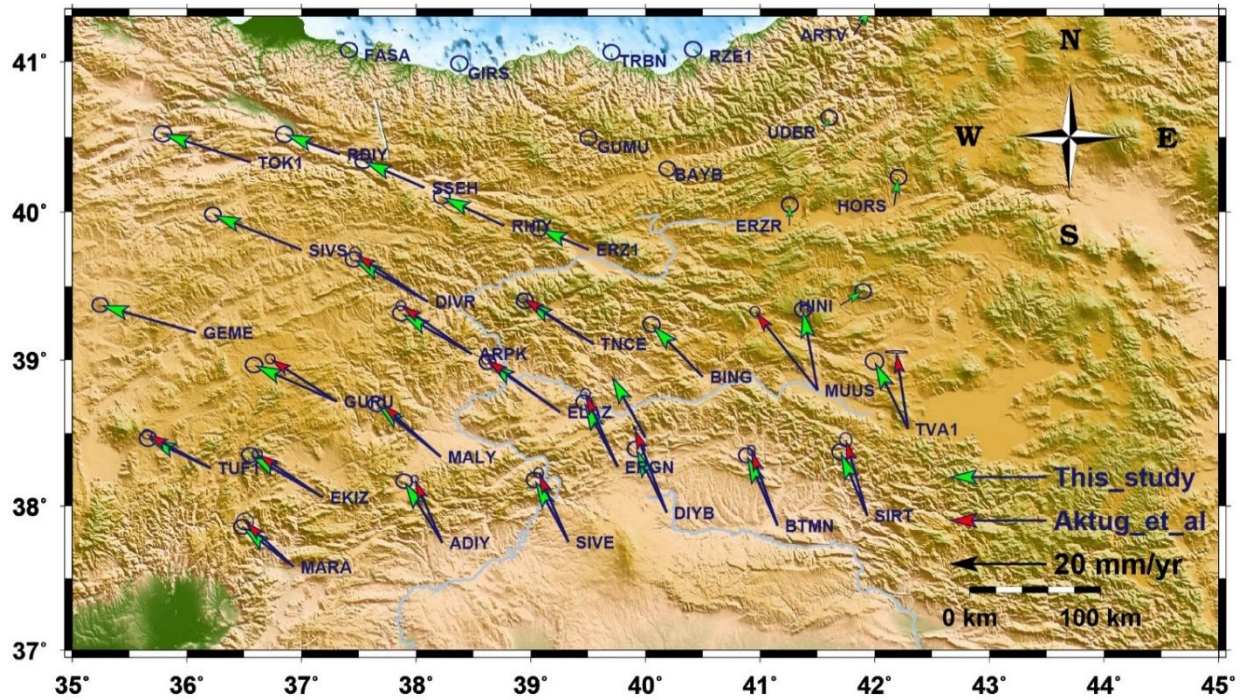 ARTV
N
FASA
TRBN
RZE1
41°
GIRS
UDER
W
E
GUMU
TOK1
RDIY
BAYB
SSEH
HORS
40°
RHIY
ERZR
S
SIVS
ERZ1
DIVR
HINI
GEME
TNCE
ARPK
39°
BING
MUUS
GURU
ELAZ
TVA1
MALY
TUF1
ERGN
This_study
EKIZ
38°
DIYB
BTMN
SIRT
Aktug_et_al
ADIY
SIVE
MARA
20 mm/yr
0 km
100 km
37°
35° 36° 37° 38° 39° 40° 41° 42° 43° 44° 45°